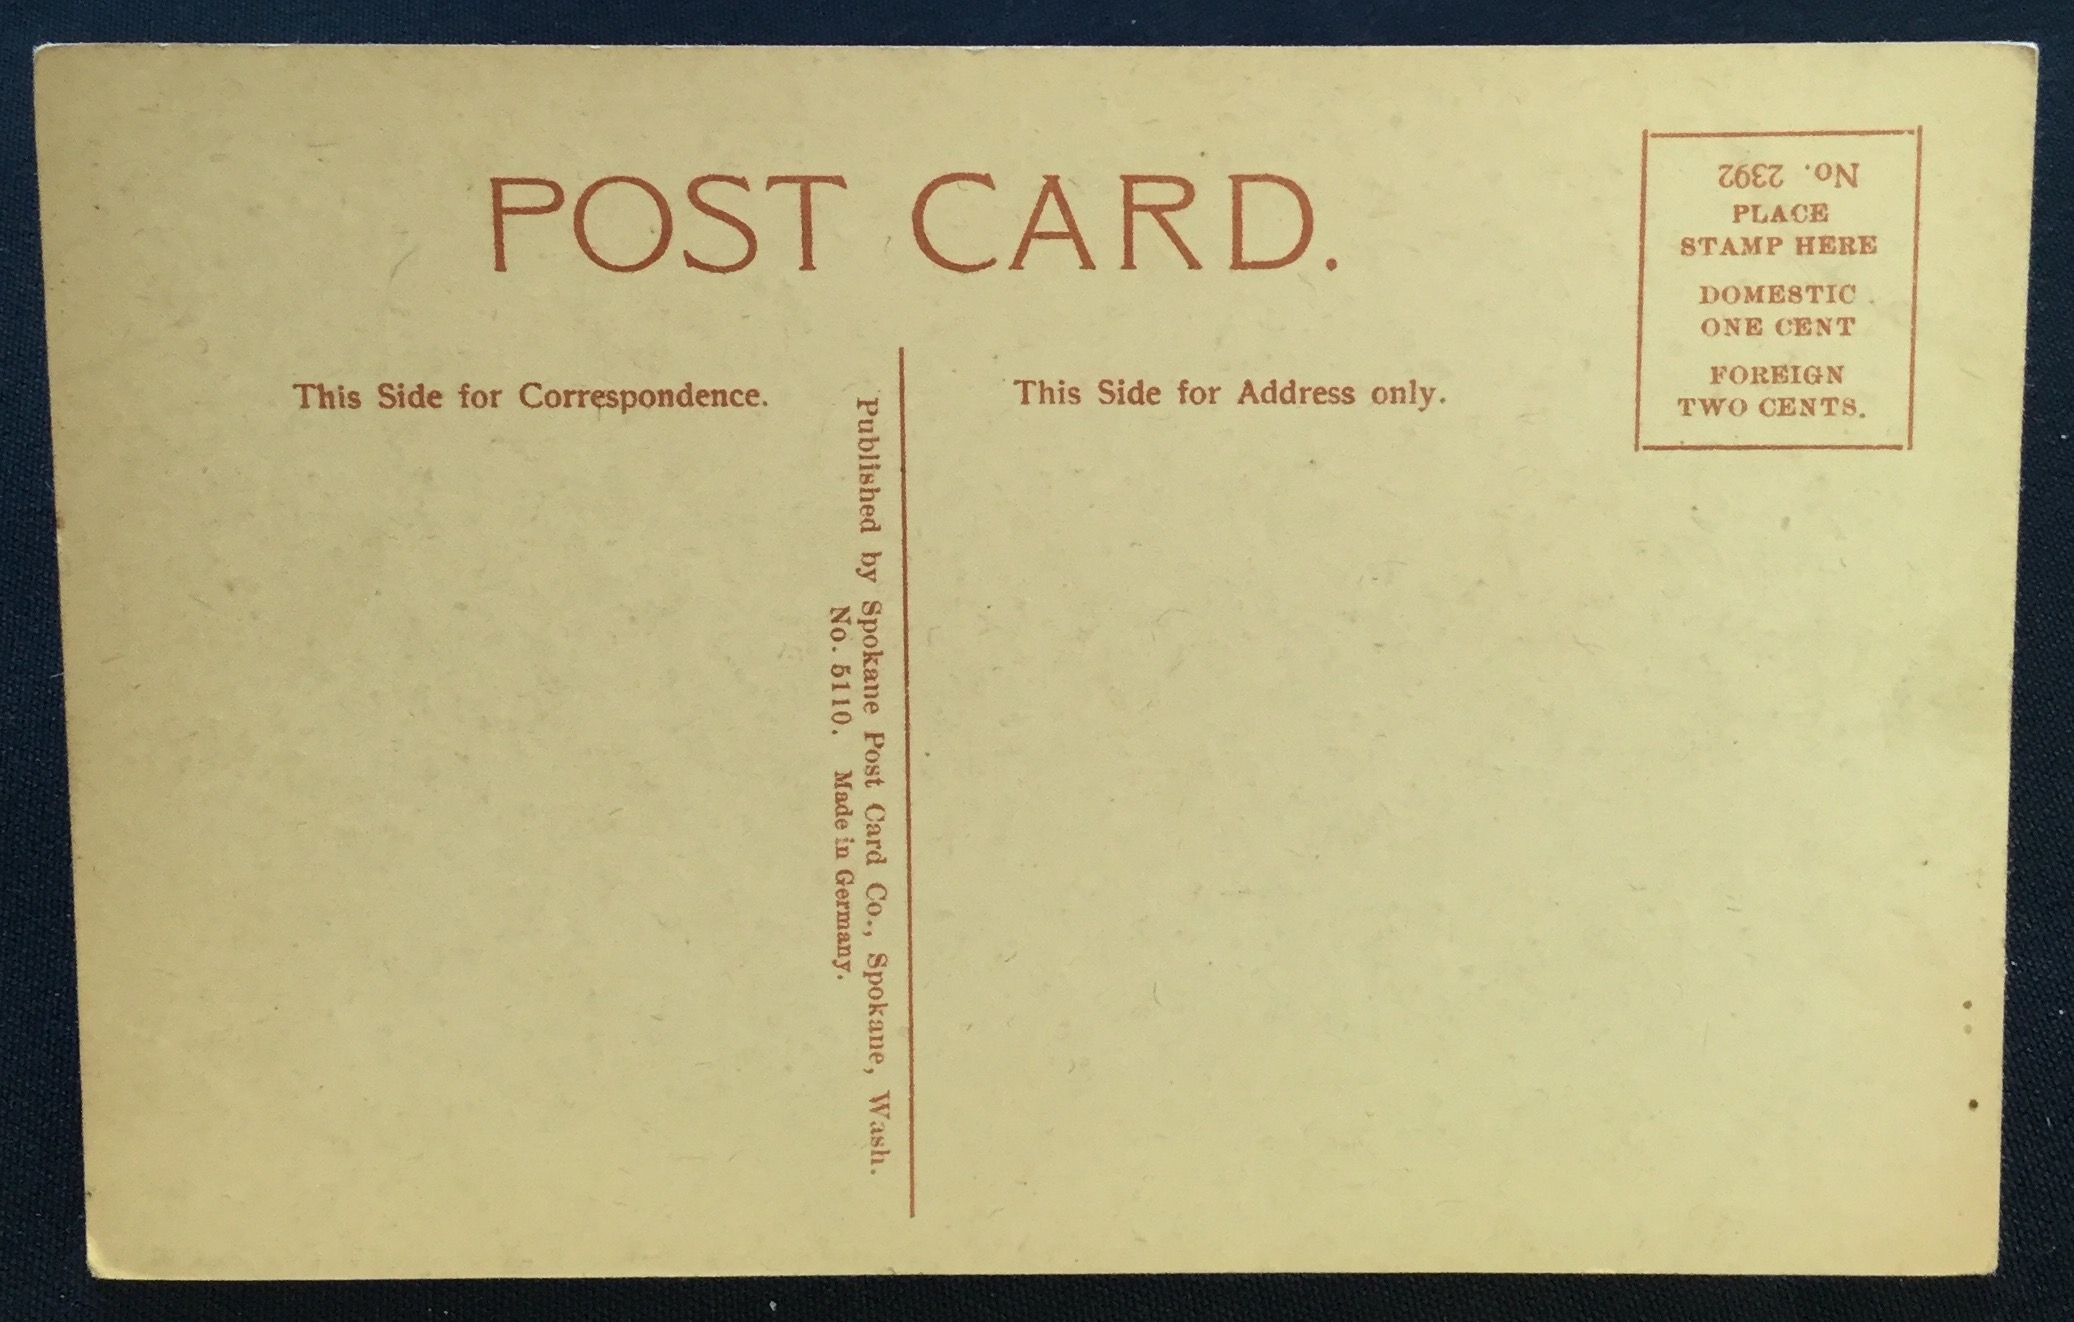 POST CARD.
No. 2392
PLACE
STAMP HERE
DOMESTIC
ONE CENT
FOREIGN
TWO CENTS.
This Side for Correspondence.
This Side for Address only.
Published by Spokane Post Card Co., Spokane, Wash.
No. 5110. Made in Germany.